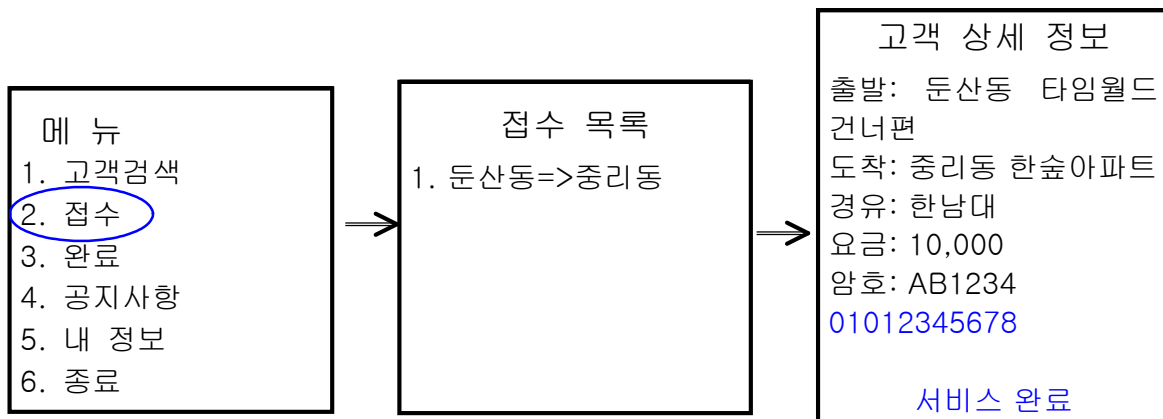 메 뉴
1. 고객검색
2. 접수
3. 완료
4. 공지사항
5. 내 정보
6. 종료
접수 목록
1. 둔산동=>중리동
고객 상세 정보
출발: 둔산동 타임월드
건너편
도착: 중리동 한숲아파트
경유: 한남대
요금: 10,000
암호: AB1234
01012345678
서비스 완료